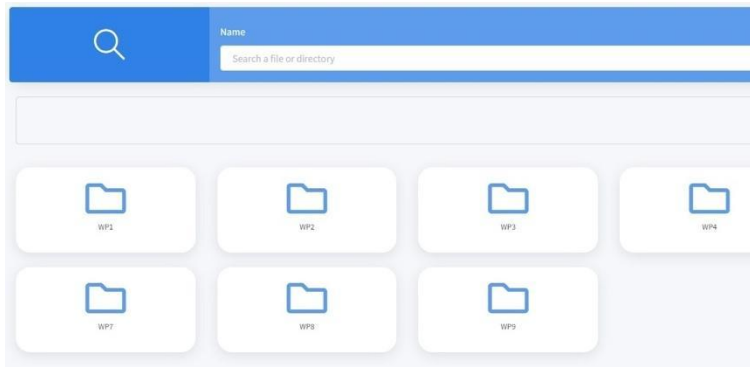 Name
Search a file or directory
WP1
WP2
WP3
WP4
WP7
WP8
WP9